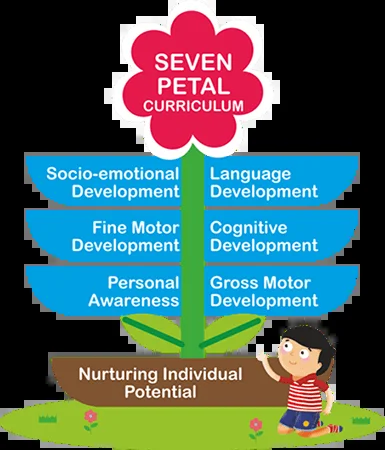 SEVEN
PETAL
CURRICULUM
Socio-emotional
Development
Language
Development
Fine Motor
Development
Cognitive
Development
Personal
Awareness
Gross Motor
Development
Nurturing Individual
Potential